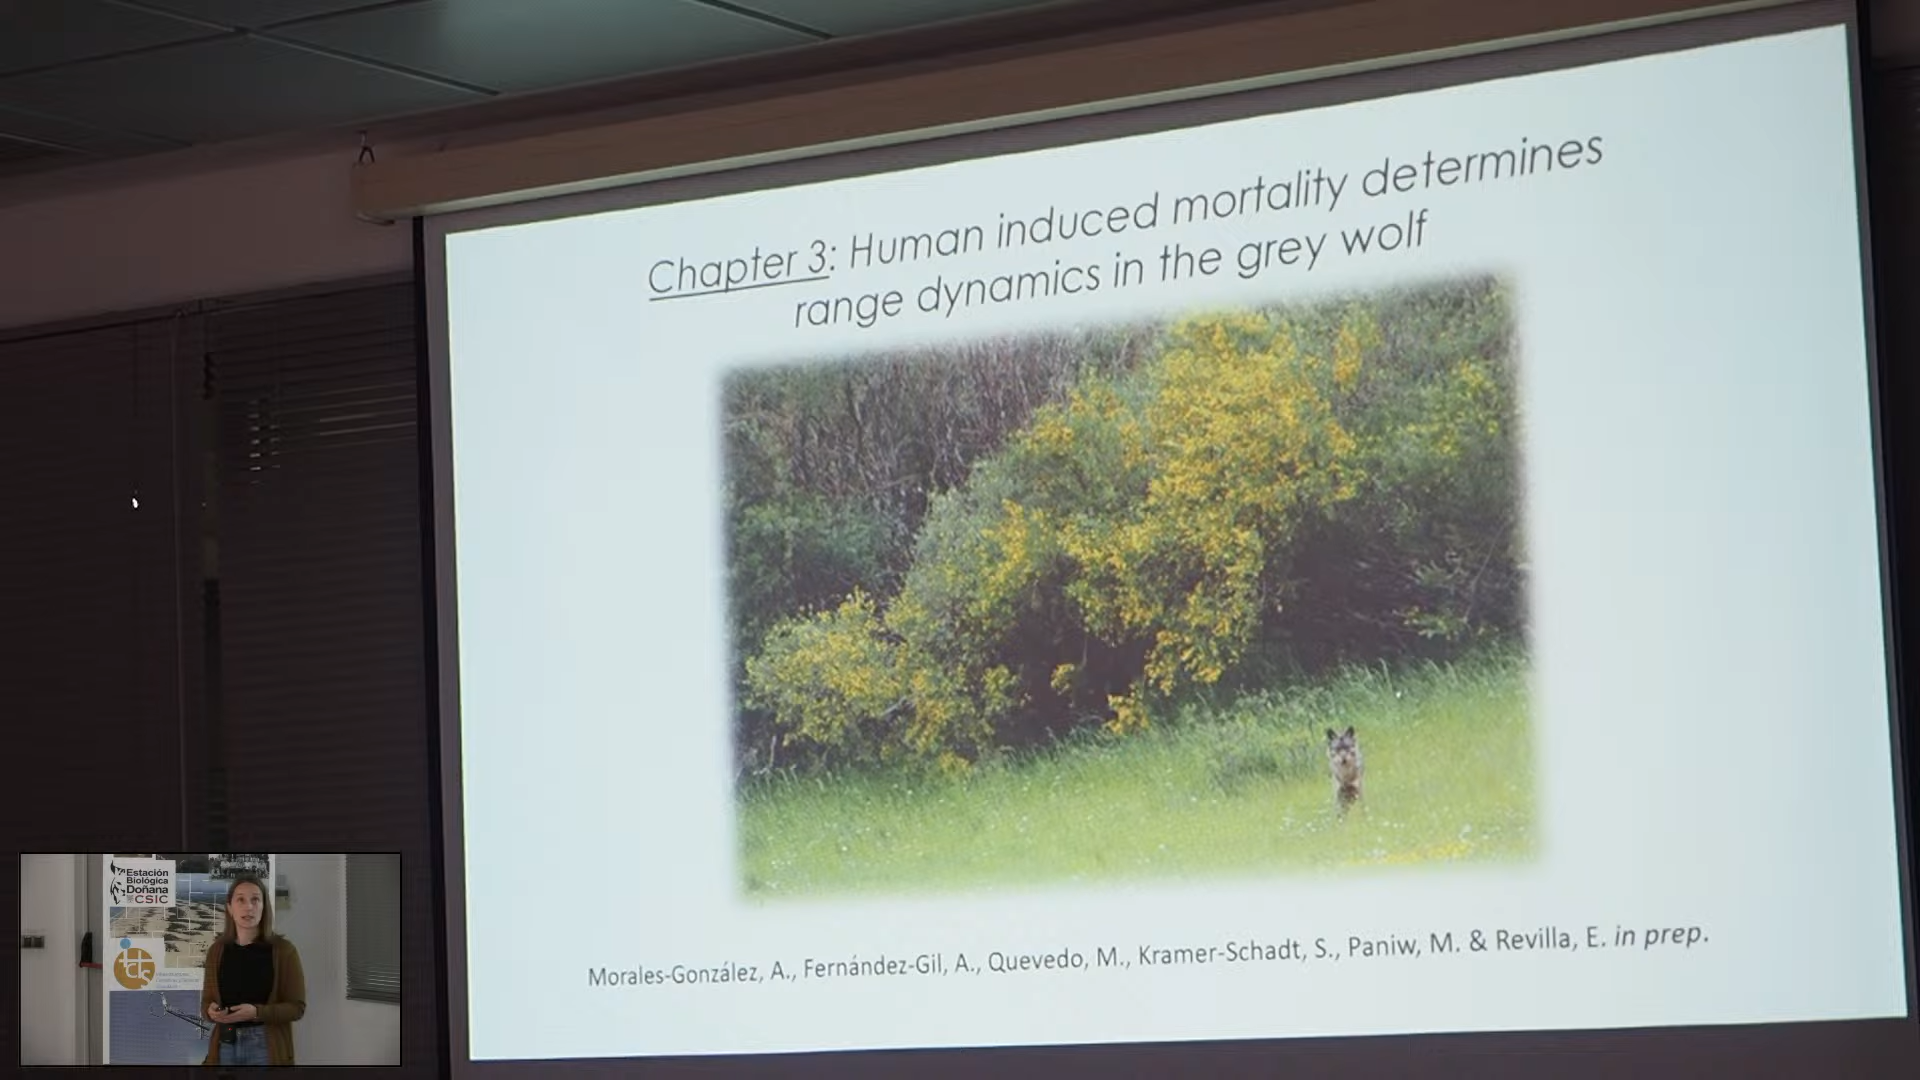 Chapter 3: Human induced mortality determines
range dynamics in the grey wolf
Morales-González, A., Fernández-Gil, A., Quevedo, M., Kramer-Schadt, S., Paniw, M. & Revilla, E. in prep.
Estación
Biológica
Doñana
CSIC
icts